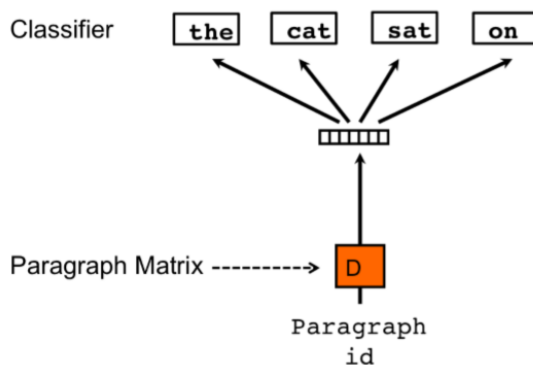 Classifier the cat sat on
Paragraph Matrix D
Paragraph
id